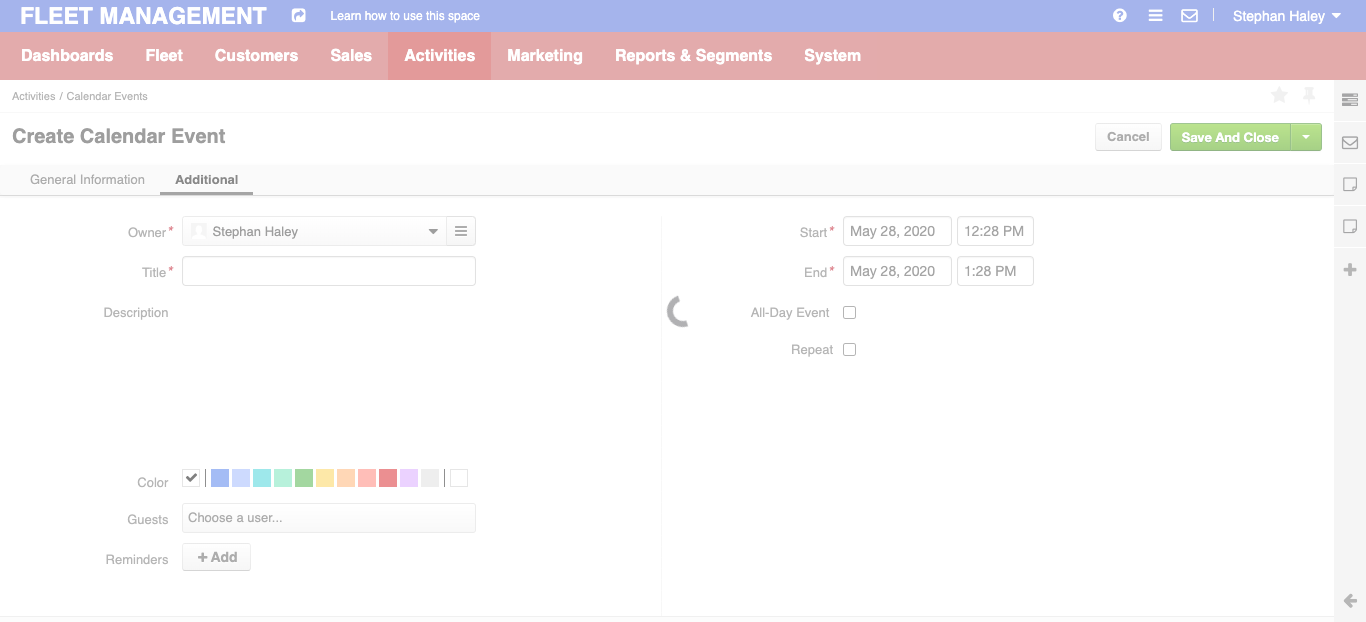 FLEET MANAGEMENT Learn how to use this space Stephan Haley
Dashboards Fleet Customers Sales Activities Marketing Reports & Segments System
Activities / Calendar Events
Create Calendar Event Cancel Save And Close
General Information Additional
Owner* Stephan Haley
Title*
Description
Color
Guests Choose a user...
Reminders + Add
Start* May 28, 2020 12:28 PM
End* May 28, 2020 1:28 PM
All-Day Event
Repeat